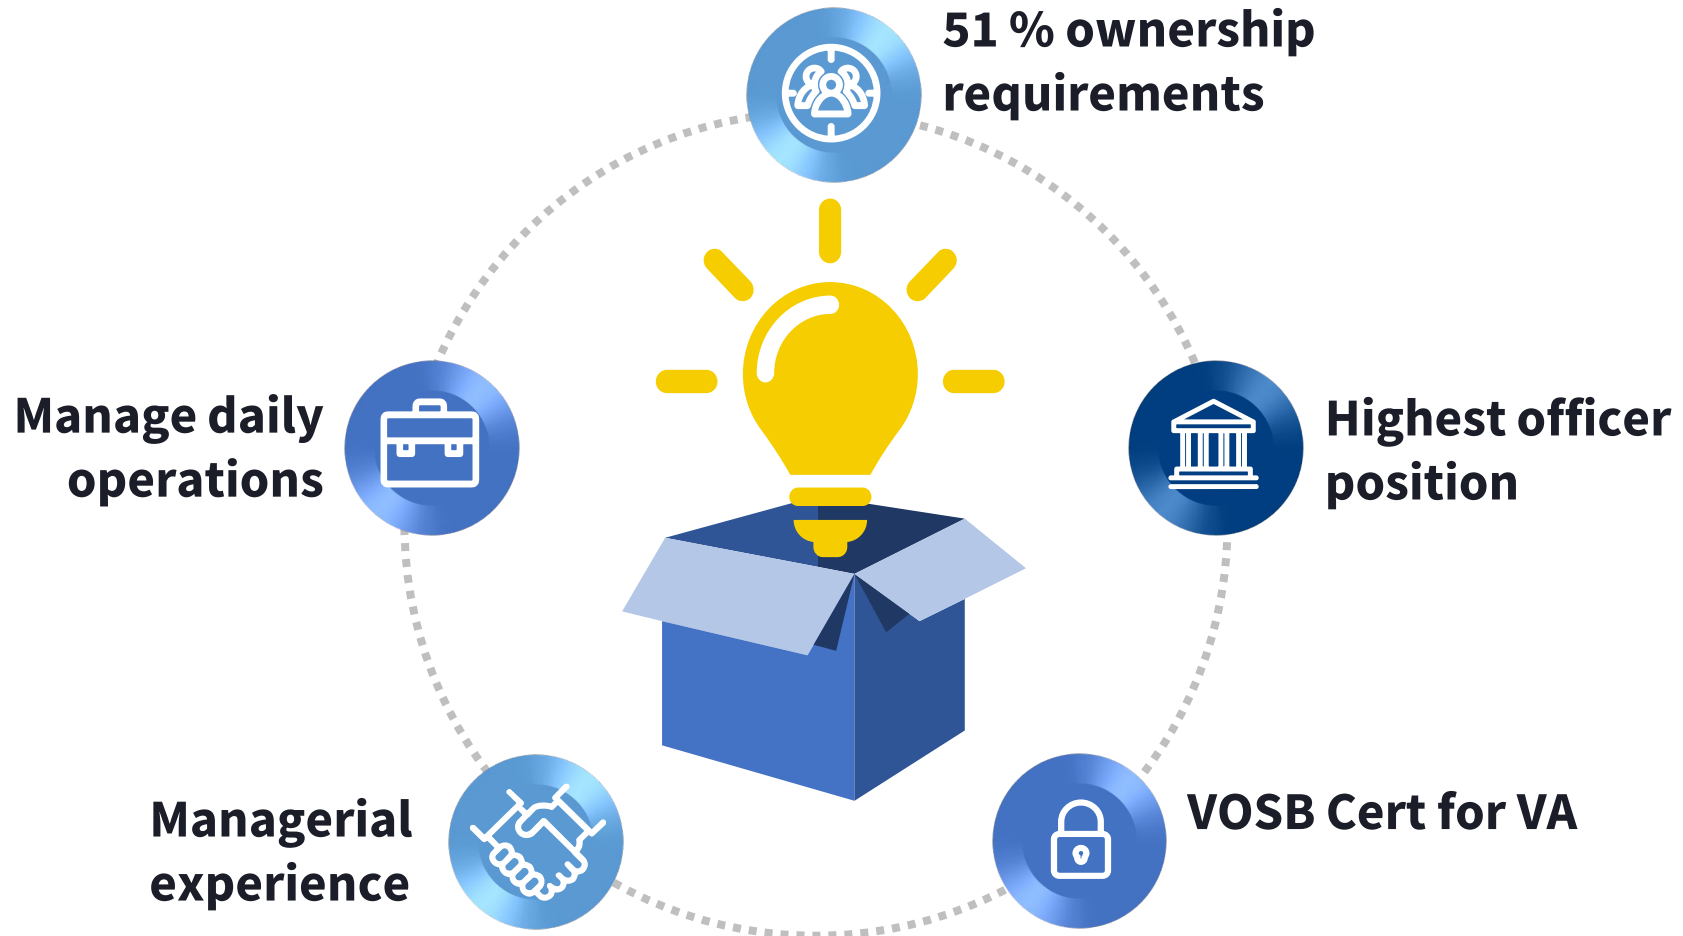 51 % ownership
requirements
Manage daily
operations
Highest officer
position
Managerial
experience
VOSB Cert for VA